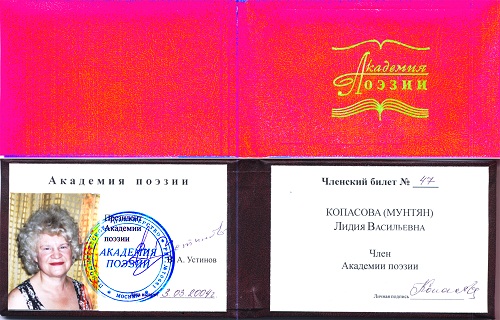 Академия
Поэзии
Академия поэзии
Президент
Академии
поэзии
АКАДЕМИЯ
ПОЭЗИИ
В. А. Устинов
МОСКВА
3.03.2004г.
Членский билет № 47
КОПАСОВА (МУНТЯН)
ЛИДИЯ ВАСИЛЬЕВНА
Член
Академии поэзии
Личная подпись